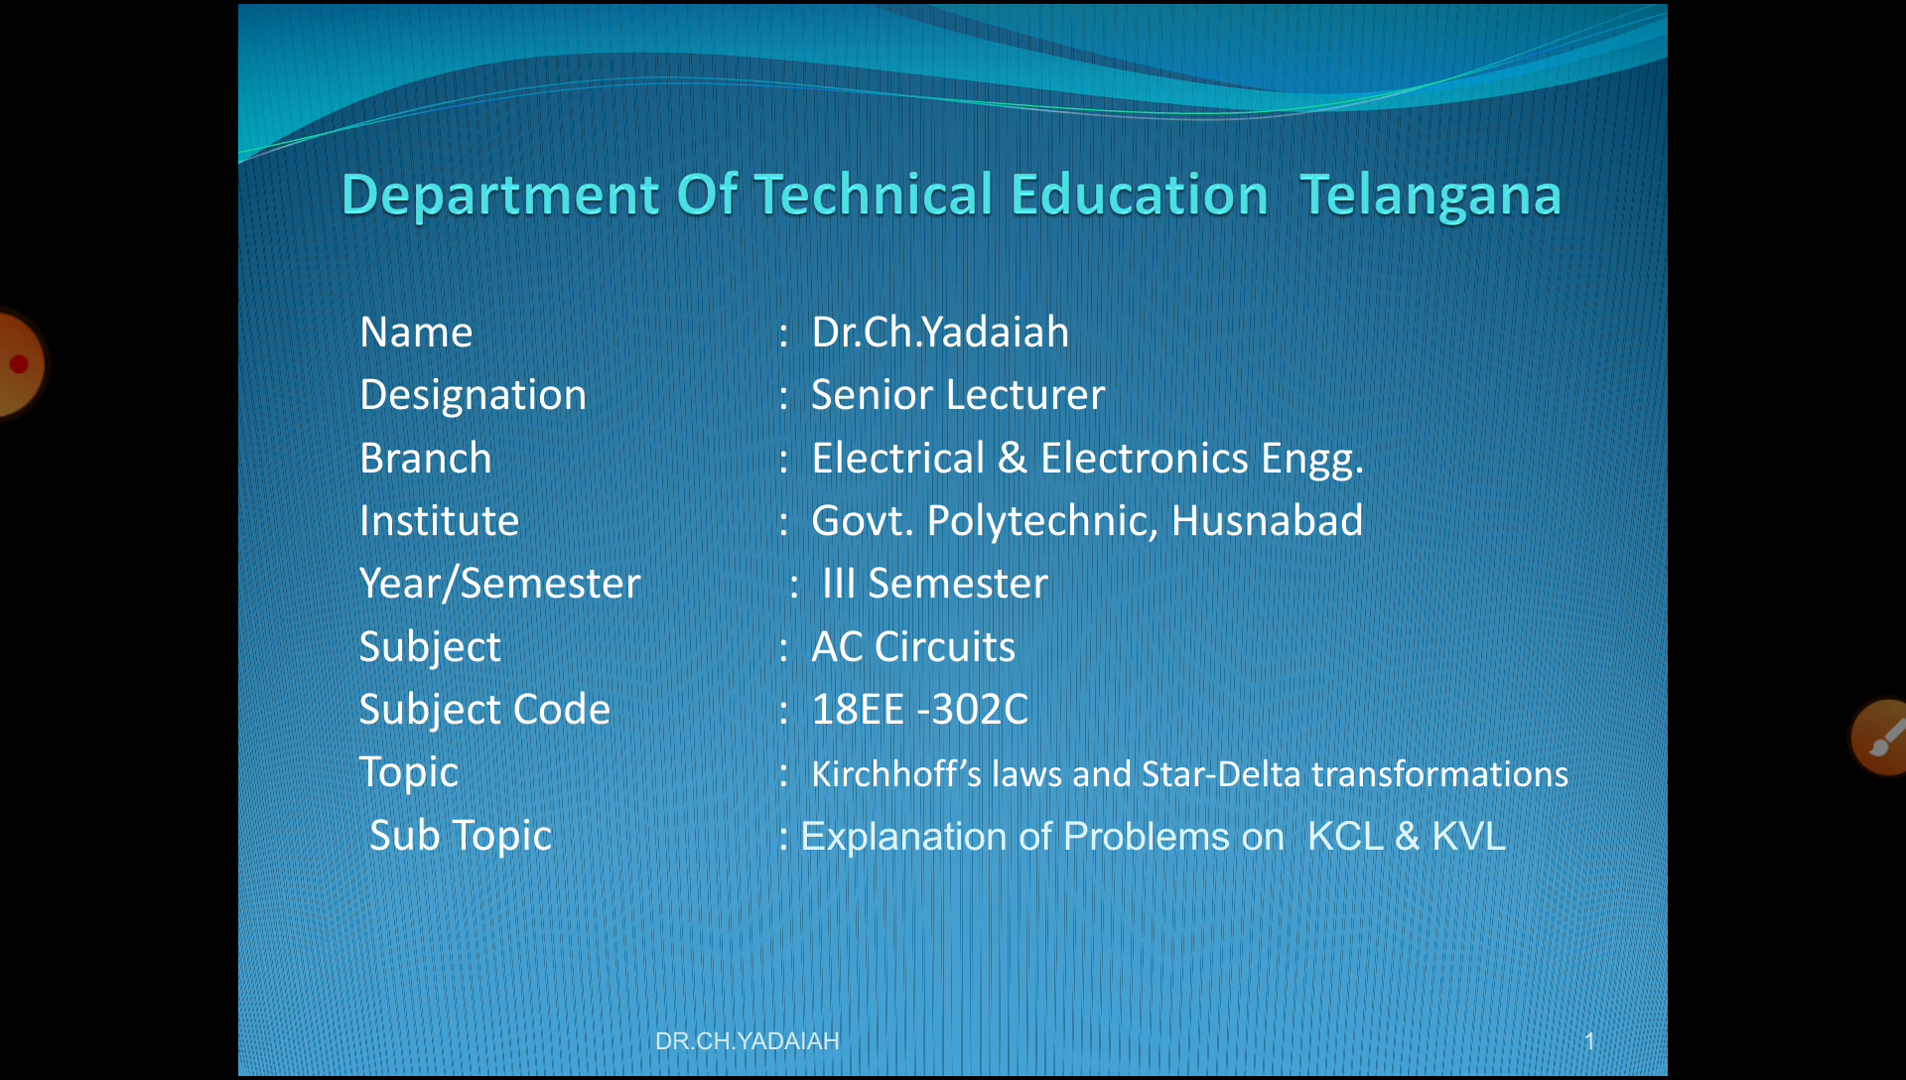 Department Of Technical Education Telangana
Name : Dr.Ch.Yadaiah
Designation : Senior Lecturer
Branch : Electrical & Electronics Engg.
Institute : Govt. Polytechnic, Husnabad
Year/Semester : III Semester
Subject : AC Circuits
Subject Code : 18EE -302C
Topic : Kirchhoff’s laws and Star-Delta transformations
Sub Topic : Explanation of Problems on KCL & KVL
DR.CH.YADAIAH 1